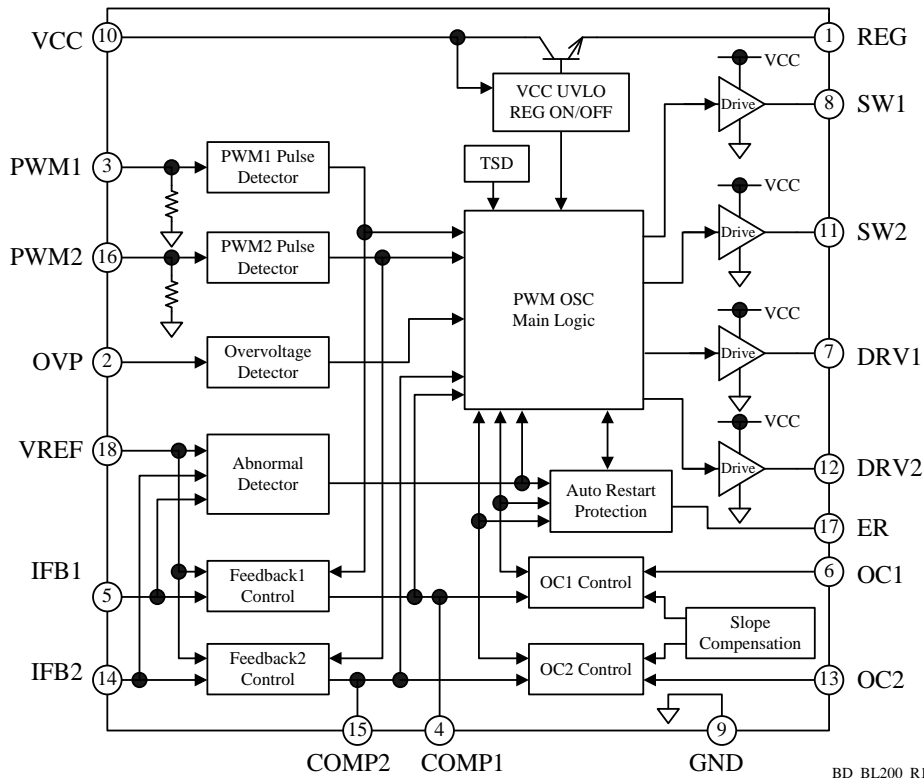 VCC
10
1
REG
VCC UVLO
REG ON/OFF
VCC
Drive
8
SW1
PWM1
3
PWM1 Pulse
Detector
TSD
VCC
Drive
11
SW2
PWM2
16
PWM2 Pulse
Detector
PWM OSC
Main Logic
VCC
Drive
7
DRV1
OVP
2
Overvoltage
Detector
VCC
Drive
12
DRV2
VREF
18
Abnormal
Detector
Auto Restart
Protection
17
ER
IFB1
5
Feedback1
Control
OC1 Control
6
OC1
Slope
Compensation
IFB2
14
Feedback2
Control
OC2 Control
13
OC2
15
4
9
COMP2
COMP1
GND
BD_BL200_R1